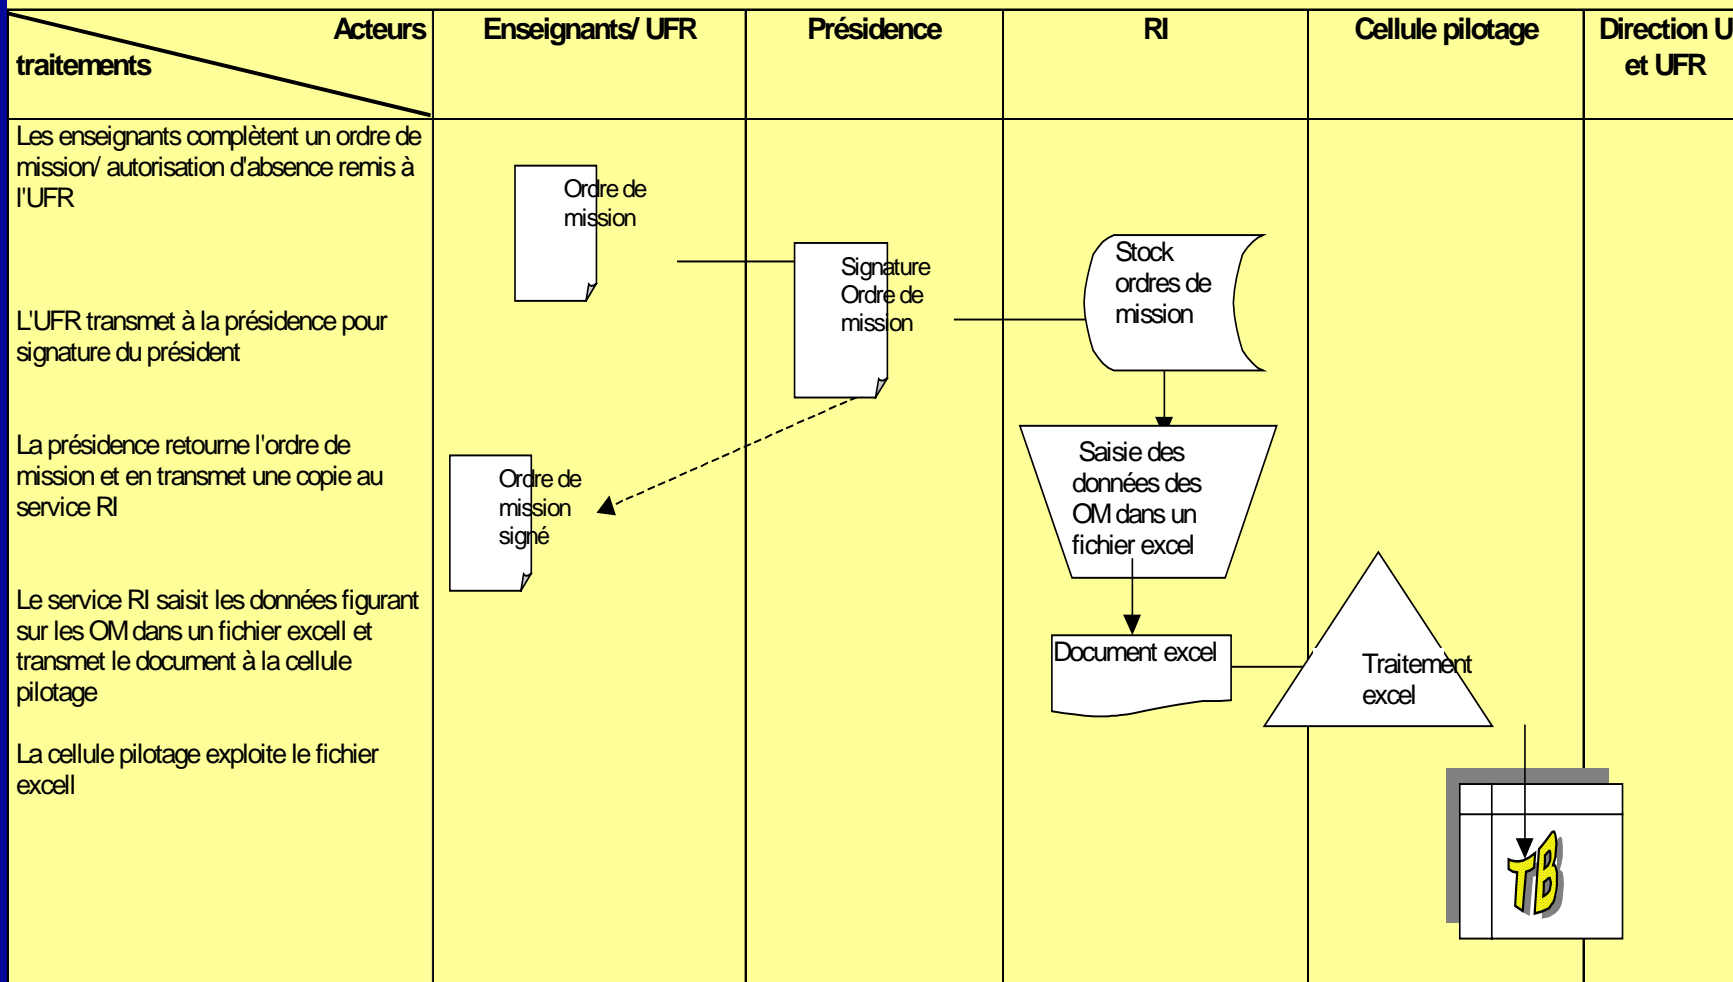 Acteurs
traitements
Enseignants/ UFR
Présidence
RI
Cellule pilotage
Direction U
et UFR
Les enseignants complètent un ordre de
mission/ autorisation d'absence remis à
l'UFR
L'UFR transmet à la présidence pour
signature du président
La présidence retourne l'ordre de
mission et en transmet une copie au
service RI
Le service RI saisit les données figurant
sur les OM dans un fichier excell et
transmet le document à la cellule
pilotage
La cellule pilotage exploite le fichier
excell
Ordre de
mission
Signature
Ordre de
mission
Stock
ordres de
mission
Ordre de
mission
signé
Saisie des
données des
OM dans un
fichier excel
Document excel
Traitement
excel
TB